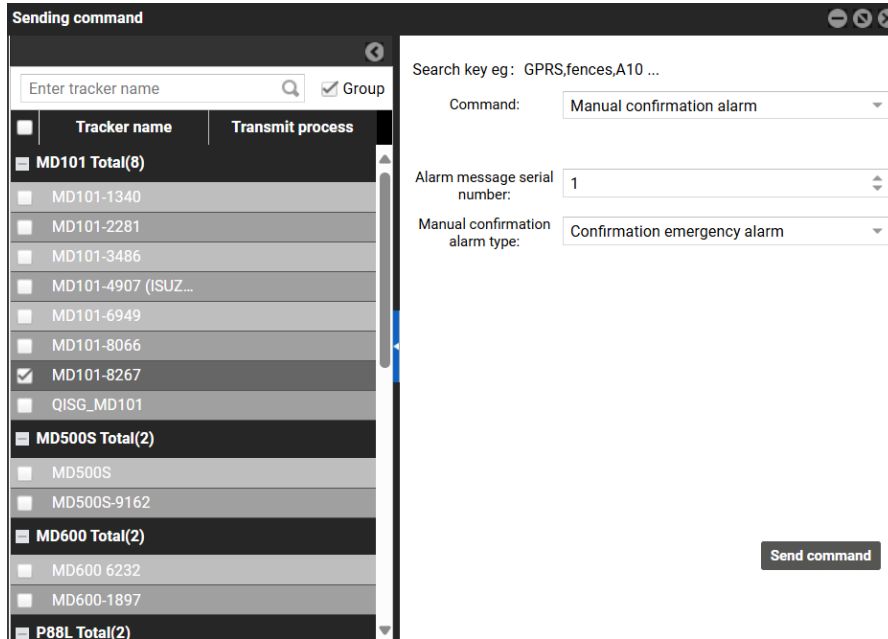 Sending command
Enter tracker name
Group
Tracker name Transmit process
MD101 Total(8)
MD101-1340
MD101-2281
MD101-3486
MD101-4907 (ISUZ...
MD101-6949
MD101-8066
MD101-8267
QISG_MD101
MD500S Total(2)
MD500S
MD500S-9162
MD600 Total(2)
MD600 6232
MD600-1897
P88L Total(2)
Search key eg: GPRS,fences,A10 ...
Command: Manual confirmation alarm
Alarm message serial
number:
1
Manual confirmation
alarm type:
Confirmation emergency alarm
Send command